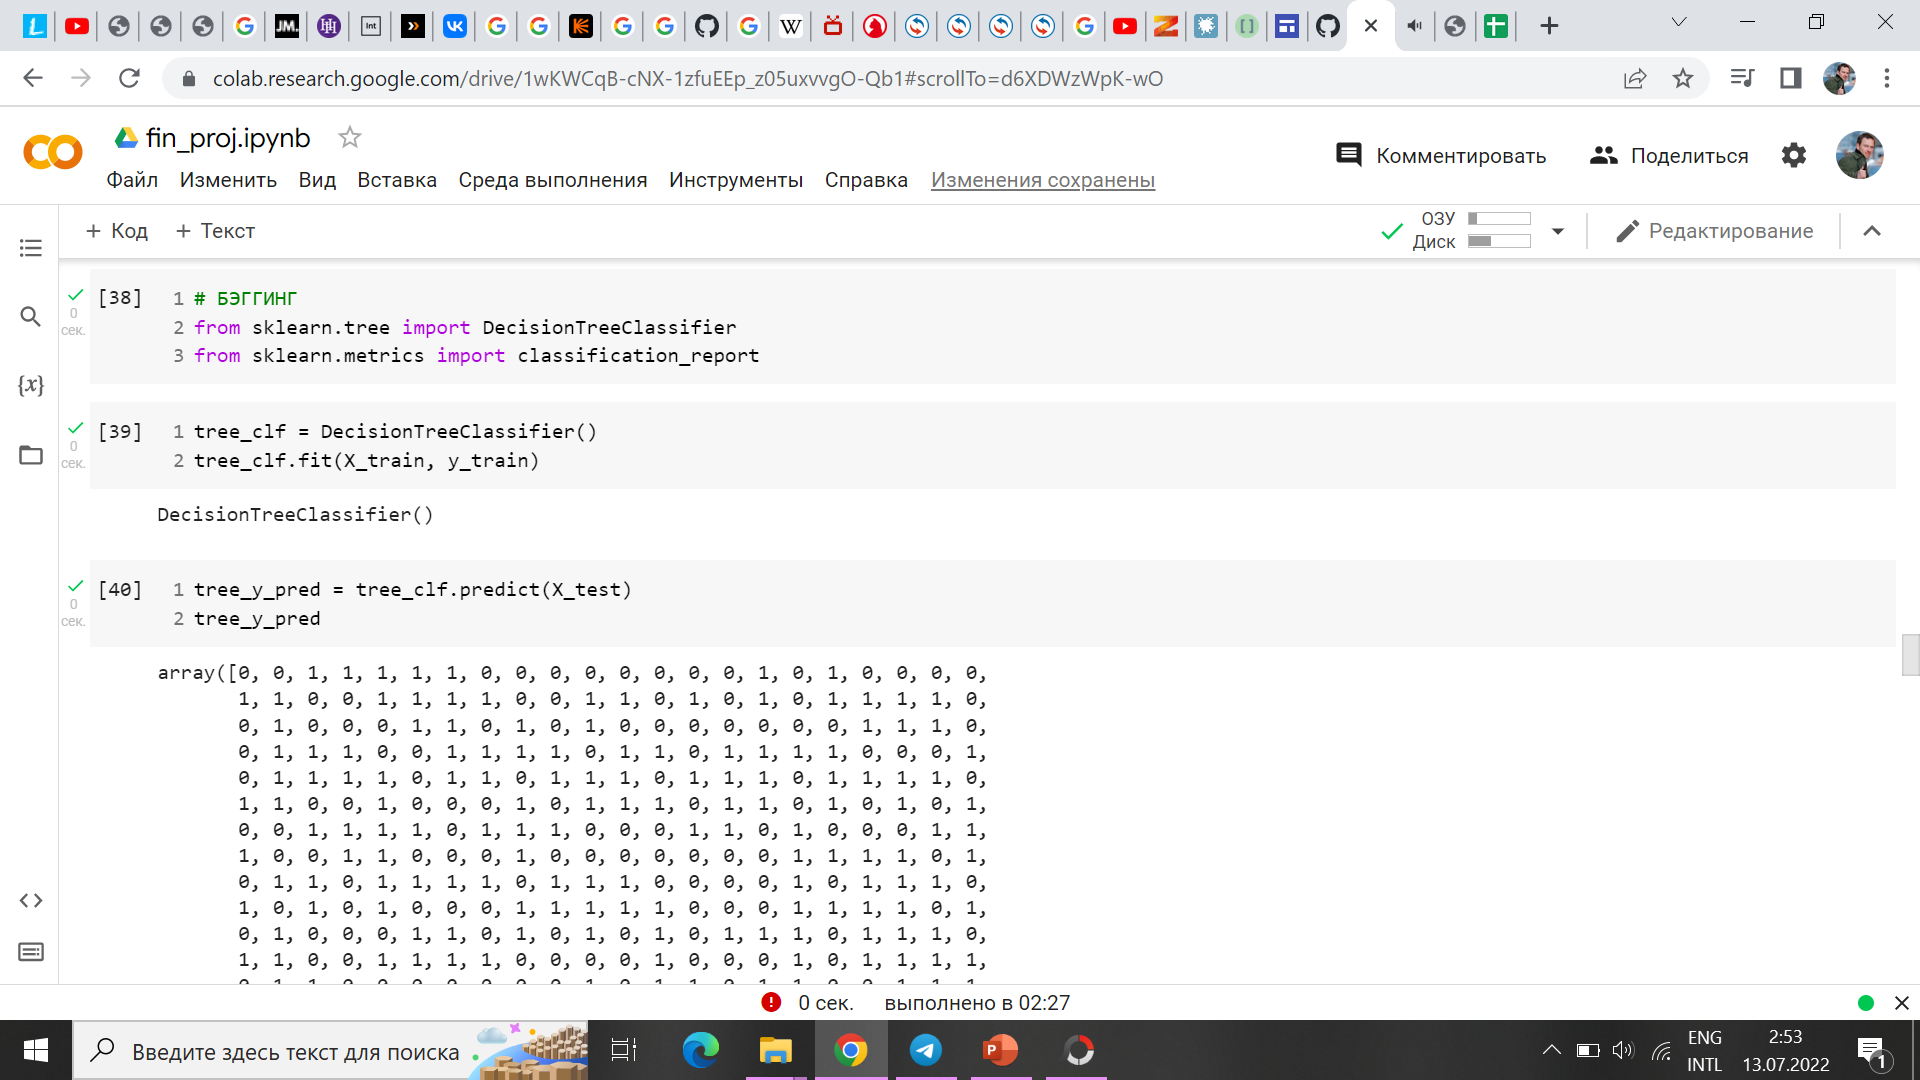 JM.
Int
W
colab.research.google.com/drive/1wKWCqB-cNX-1zfuEEp_z05uxvvgO-Qb1#scrollTo=d6XDWzWpK-wO
fin_proj.ipynb
Комментировать
Поделиться
Файл Изменить Вид Вставка Среда выполнения Инструменты Справка Изменения сохранены
+ Код + Текст
ОЗУ
Диск
Редактирование
[38]
0
сек.
1 # БЭГГИНГ
2 from sklearn.tree import DecisionTreeClassifier
3 from sklearn.metrics import classification_report
[39]
0
сек.
1 tree_clf = DecisionTreeClassifier()
2 tree_clf.fit(X_train, y_train)
DecisionTreeClassifier()
[40]
0
сек.
1 tree_y_pred = tree_clf.predict(X_test)
2 tree_y_pred
array([0, 0, 1, 1, 1, 1, 1, 0, 0, 0, 0, 0, 0, 0, 0, 1, 0, 1, 0, 0, 0, 0,
1, 1, 0, 0, 1, 1, 1, 1, 0, 0, 1, 1, 0, 1, 0, 1, 0, 1, 1, 1, 1, 0,
0, 1, 0, 0, 0, 1, 1, 0, 1, 0, 1, 0, 0, 0, 0, 0, 0, 0, 1, 1, 1, 0,
0, 1, 1, 1, 0, 0, 1, 1, 1, 1, 0, 1, 1, 0, 1, 1, 1, 1, 0, 0, 0, 1,
0, 1, 1, 1, 1, 0, 1, 1, 0, 1, 1, 1, 0, 1, 1, 1, 0, 1, 1, 1, 1, 0,
1, 1, 0, 0, 1, 0, 0, 0, 1, 0, 1, 1, 1, 0, 1, 1, 0, 1, 0, 1, 0, 1,
0, 0, 1, 1, 1, 1, 0, 1, 1, 1, 0, 0, 0, 1, 1, 0, 1, 0, 0, 0, 1, 1,
1, 0, 0, 1, 1, 0, 0, 0, 1, 0, 0, 0, 0, 0, 0, 0, 1, 1, 1, 1, 0, 1,
0, 1, 1, 0, 1, 1, 1, 1, 0, 1, 1, 1, 0, 0, 0, 0, 1, 0, 1, 1, 1, 0,
1, 0, 1, 0, 1, 0, 0, 0, 1, 1, 1, 1, 1, 0, 0, 0, 1, 1, 1, 1, 0, 1,
0, 1, 0, 0, 0, 1, 1, 0, 1, 0, 1, 0, 1, 0, 1, 1, 1, 0, 1, 1, 1, 0,
1, 1, 0, 0, 1, 1, 1, 1, 0, 0, 0, 0, 1, 0, 0, 0, 1, 0, 1, 1, 1, 1,
0 сек. выполнено в 02:27
Введите здесь текст для поиска
ENG
INTL
2:53
13.07.2022
1